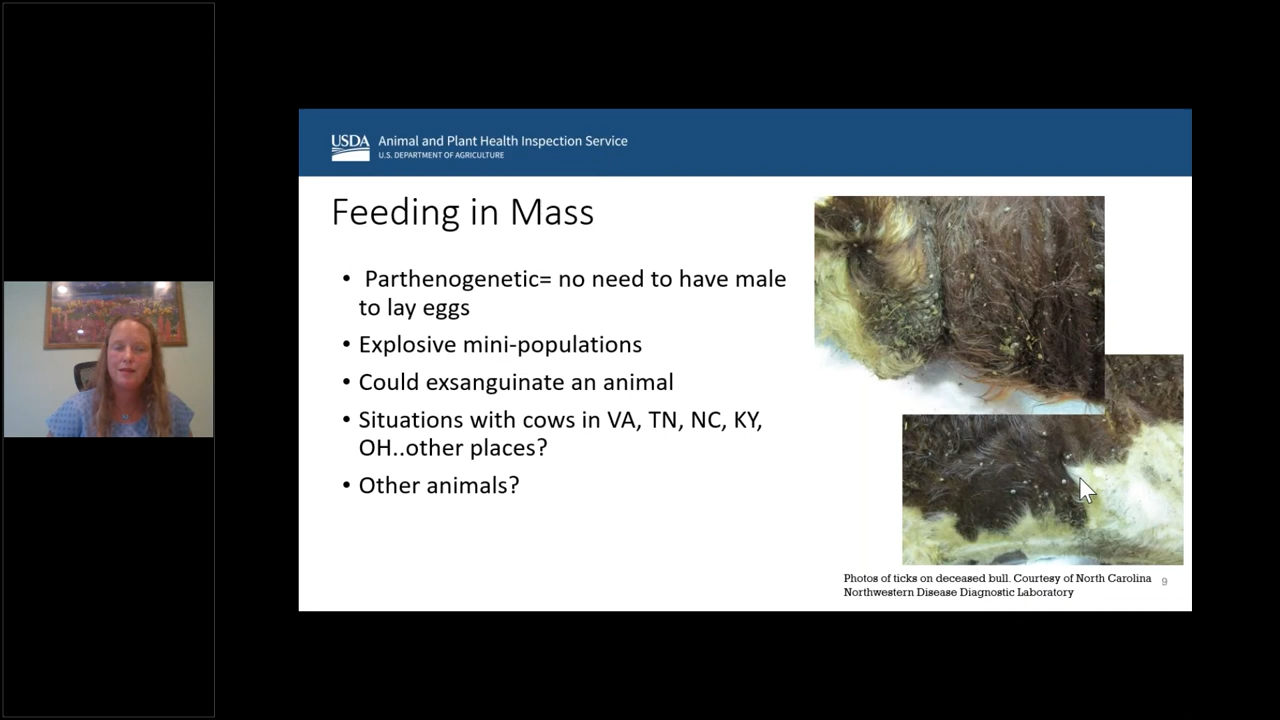 USDA Animal and Plant Health Inspection Service
U.S. DEPARTMENT OF AGRICULTURE
Feeding in Mass
• Parthenogenetic= no need to have male
to lay eggs
• Explosive mini-populations
• Could exsanguinate an animal
• Situations with cows in VA, TN, NC, KY,
OH..other places?
• Other animals?
Photos of ticks on deceased bull. Courtesy of North Carolina
Northwestern Disease Diagnostic Laboratory
9